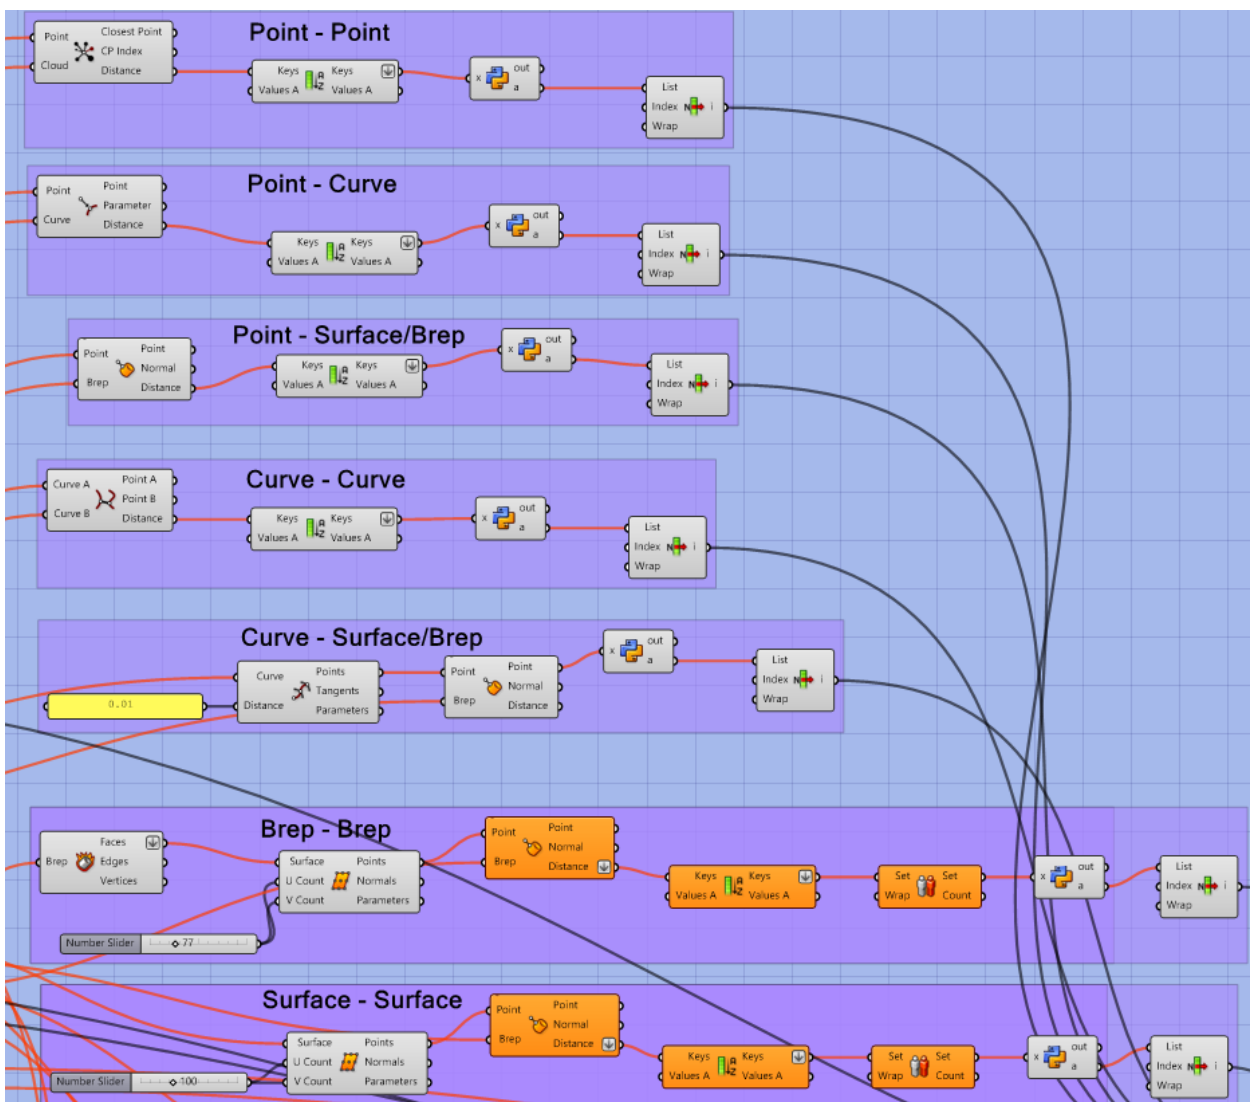 Point - Point
Point
Cloud
Closest Point
CP Index
Distance
Keys
Values A
Keys
Values A
x
out
a
List
Index
Wrap
i
Point - Curve
Point
Curve
Point
Parameter
Distance
Keys
Values A
Keys
Values A
x
out
a
List
Index
Wrap
i
Point - Surface/Brep
Point
Brep
Point
Normal
Distance
Keys
Values A
Keys
Values A
x
out
a
List
Index
Wrap
i
Curve - Curve
Curve A
Curve B
Point A
Point B
Distance
Keys
Values A
Keys
Values A
x
out
a
List
Index
Wrap
i
Curve - Surface/Brep
0.01
Curve
Distance
Points
Tangents
Parameters
Point
Brep
Point
Normal
Distance
x
out
a
List
Index
Wrap
i
Brep - Brep
Brep
Faces
Edges
Vertices
Number Slider
77
Surface
U Count
V Count
Points
Normals
Parameters
Point
Brep
Point
Normal
Distance
Keys
Values A
Keys
Values A
Set
Wrap
Set
Count
x
out
a
List
Index
Wrap
i
Surface - Surface
Number Slider
100
Surface
U Count
V Count
Points
Normals
Parameters
Point
Brep
Point
Normal
Distance
Keys
Values A
Keys
Values A
Set
Wrap
Set
Count
x
out
a
List
Index
Wrap
i